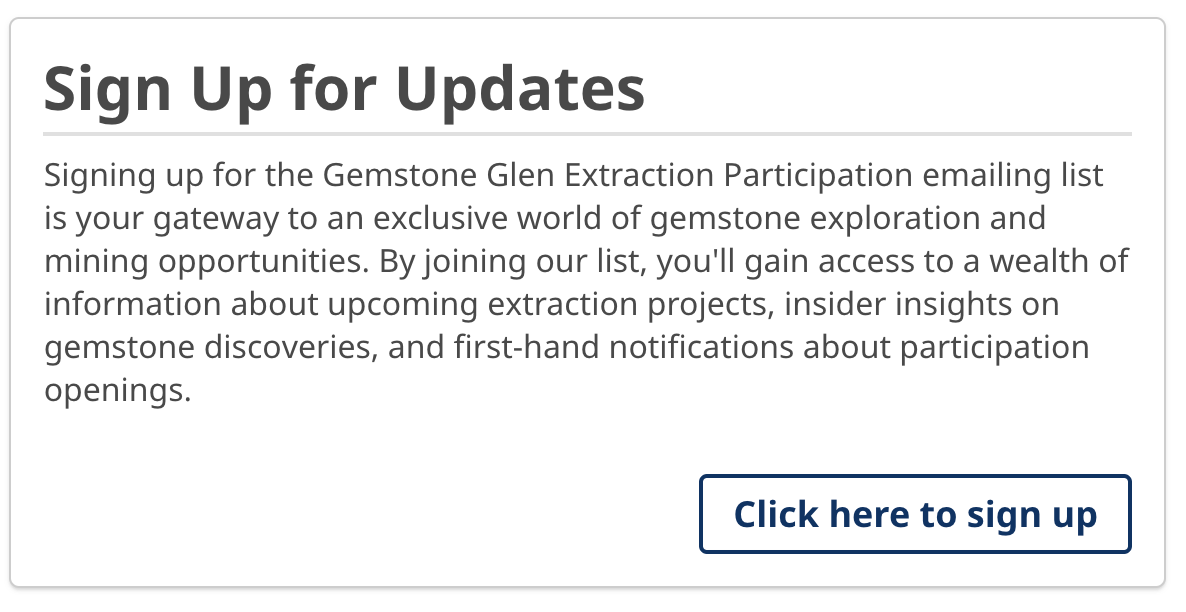 Sign Up for Updates
Signing up for the Gemstone Glen Extraction Participation emailing list
is your gateway to an exclusive world of gemstone exploration and
mining opportunities. By joining our list, you'll gain access to a wealth of
information about upcoming extraction projects, insider insights on
gemstone discoveries, and first-hand notifications about participation
openings.
Click here to sign up